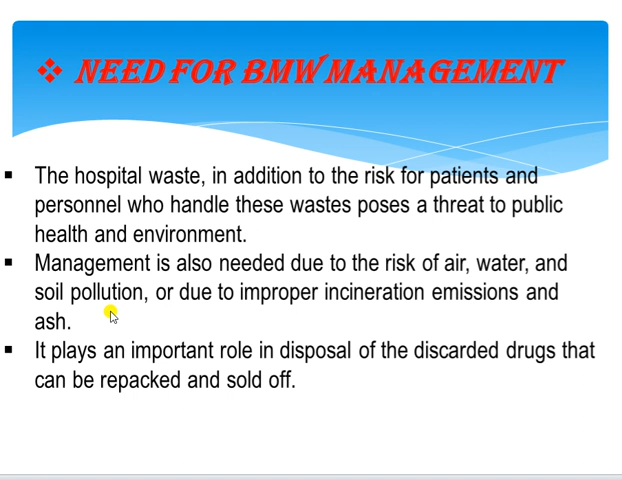 ❖ NEED FOR BMW MANAGEMENT
▪ The hospital waste, in addition to the risk for patients and
personnel who handle these wastes poses a threat to public
health and environment.
▪ Management is also needed due to the risk of air, water, and
soil pollution, or due to improper incineration emissions and
ash.
▪ It plays an important role in disposal of the discarded drugs that
can be repacked and sold off.